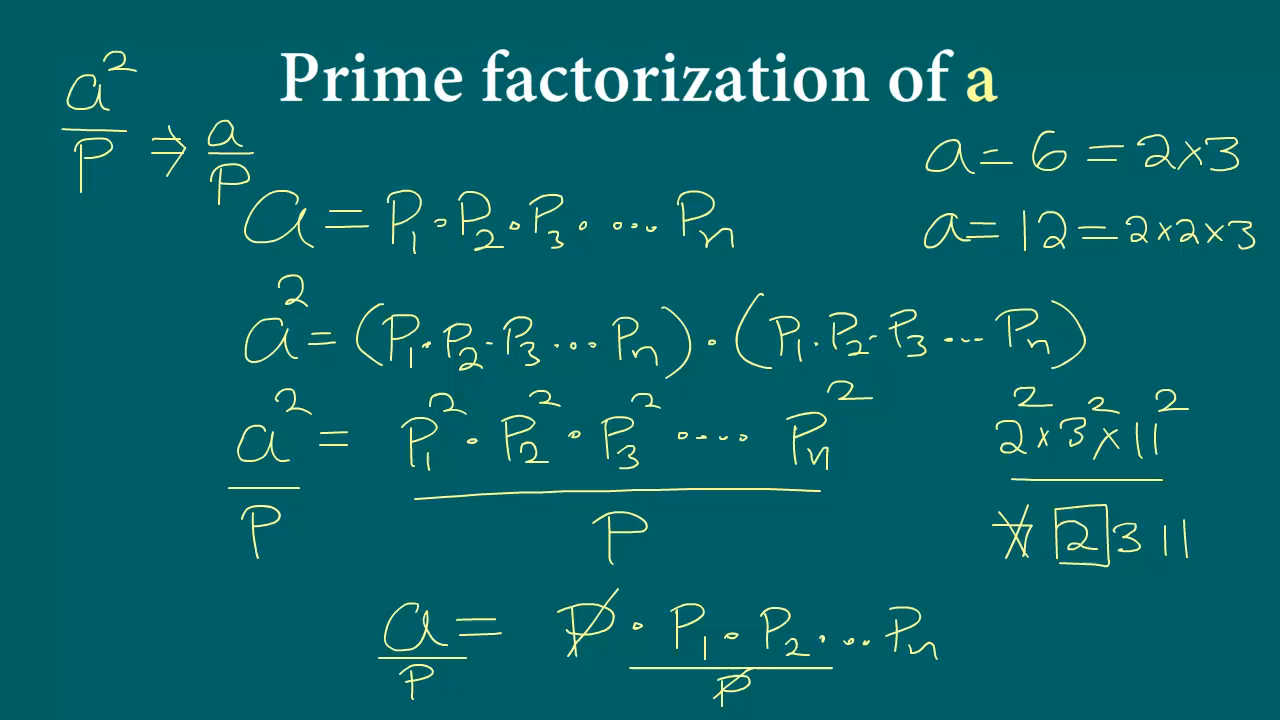 Prime factorization of a
a²/P ⇒ a/P
a = 6 = 2×3
a = P₁·P₂·P₃· ... Pₙ
a = 12 = 2×2×3
a² = (P₁·P₂·P₃ ... Pₙ)·(P₁·P₂·P₃ ... Pₙ)
a²/P = P₁²·P₂²·P₃² .... Pₙ²/P
2²×3²×11²
2 3 11
a/P = P·P₁·P₂· ... Pₙ/P